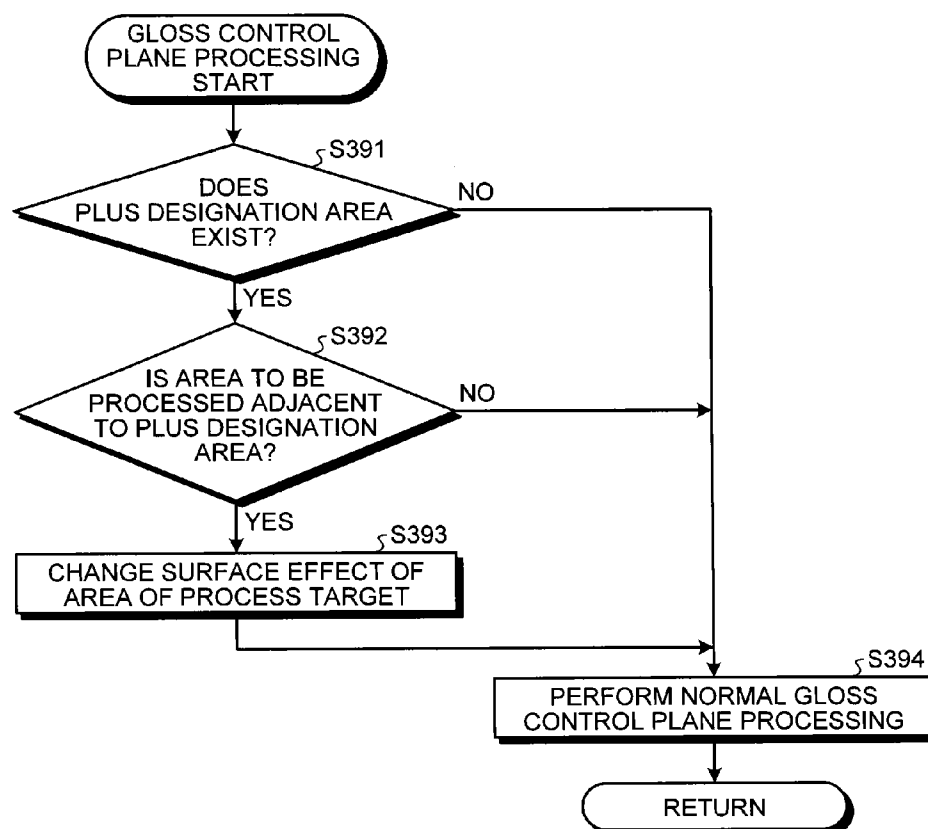 GLOSS CONTROL
PLANE PROCESSING
START
S391
DOES
PLUS DESIGNATION AREA
EXIST?
NO
YES
S392
IS AREA TO BE
PROCESSED ADJACENT
TO PLUS DESIGNATION
AREA?
NO
YES
S393
CHANGE SURFACE EFFECT OF
AREA OF PROCESS TARGET
S394
PERFORM NORMAL GLOSS
CONTROL PLANE PROCESSING
RETURN